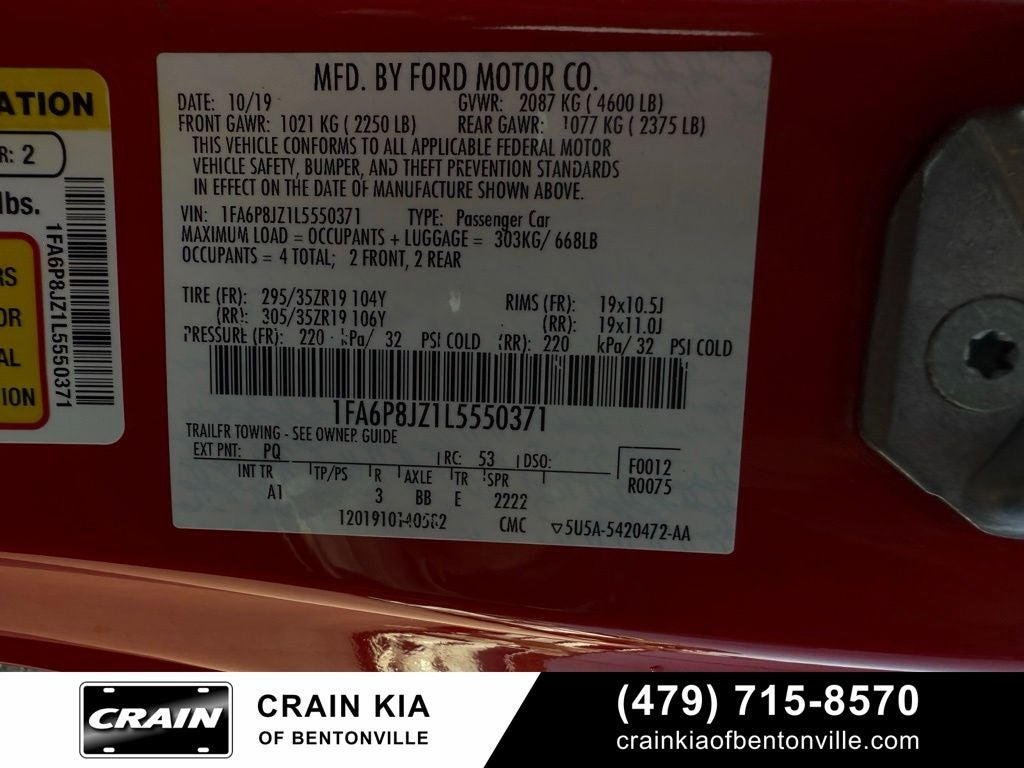 ATION
R: 2
lbs.
1FA6P8JZ1L5550371
RS
OR
AL
ION
MFD. BY FORD MOTOR CO.
DATE: 10/19 GVWR: 2087 KG ( 4600 LB)
FRONT GAWR: 1021 KG ( 2250 LB) REAR GAWR: 1077 KG ( 2375 LB)
THIS VEHICLE CONFORMS TO ALL APPLICABLE FEDERAL MOTOR
VEHICLE SAFETY, BUMPER, AND THEFT PREVENTION STANDARDS
IN EFFECT ON THE DATE OF MANUFACTURE SHOWN ABOVE.
VIN: 1FA6P8JZ1L5550371 TYPE: Passenger Car
MAXIMUM LOAD = OCCUPANTS + LUGGAGE = 303KG/ 668LB
OCCUPANTS = 4 TOTAL; 2 FRONT, 2 REAR
TIRE (FR): 295/35ZR19 104Y RIMS (FR): 19x10.5J
(RR): 305/35ZR19 106Y (RR): 19x11.0J
PRESSURE (FR): 220 kPa/ 32 PSI COLD (RR): 220 kPa/ 32 PSI COLD
1FA6P8JZ1L5550371
TRAILER TOWING - SEE OWNER GUIDE
EXT PNT: PQ RC: 53 DSO:
INT TR TP/PS R AXLE TR SPR
A1 3 BB E 2222
F0012
R0075
CMC ▽5U5A-5420472-AA
CRAIN
CRAIN KIA
OF BENTONVILLE
(479) 715-8570
crainkiaofbentonville.com